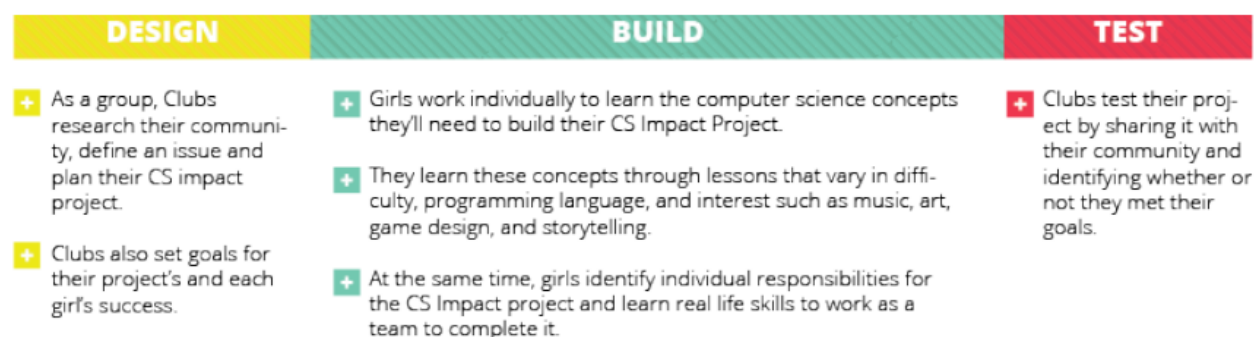 DESIGN
As a group, Clubs
research their communi-
ty, define an issue and
plan their CS impact
project.
Clubs also set goals for
their project's and each
girl's success.
BUILD
Girls work individually to learn the computer science concepts
they'll need to build their CS Impact Project.
They learn these concepts through lessons that vary in diffi-
culty, programming language, and interest such as music, art,
game design, and storytelling.
At the same time, girls identify individual responsibilities for
the CS Impact project and learn real life skills to work as a
team to complete it.
TEST
Clubs test their proj-
ect by sharing it with
their community and
identifying whether or
not they met their
goals.